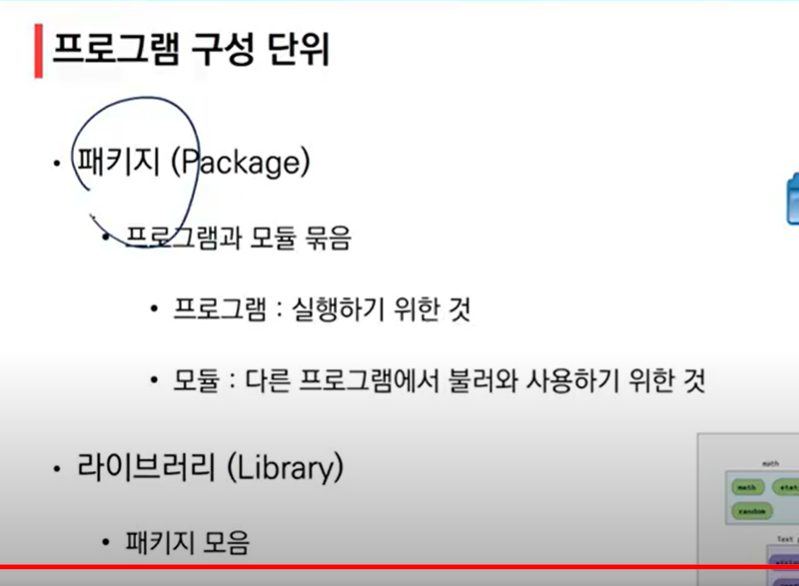 프로그램 구성 단위
• 패키지 (Package)
• 프로그램과 모듈 묶음
• 프로그램 : 실행하기 위한 것
• 모듈 : 다른 프로그램에서 불러와 사용하기 위한 것
• 라이브러리 (Library)
math
math
random
• 패키지 모음
Text